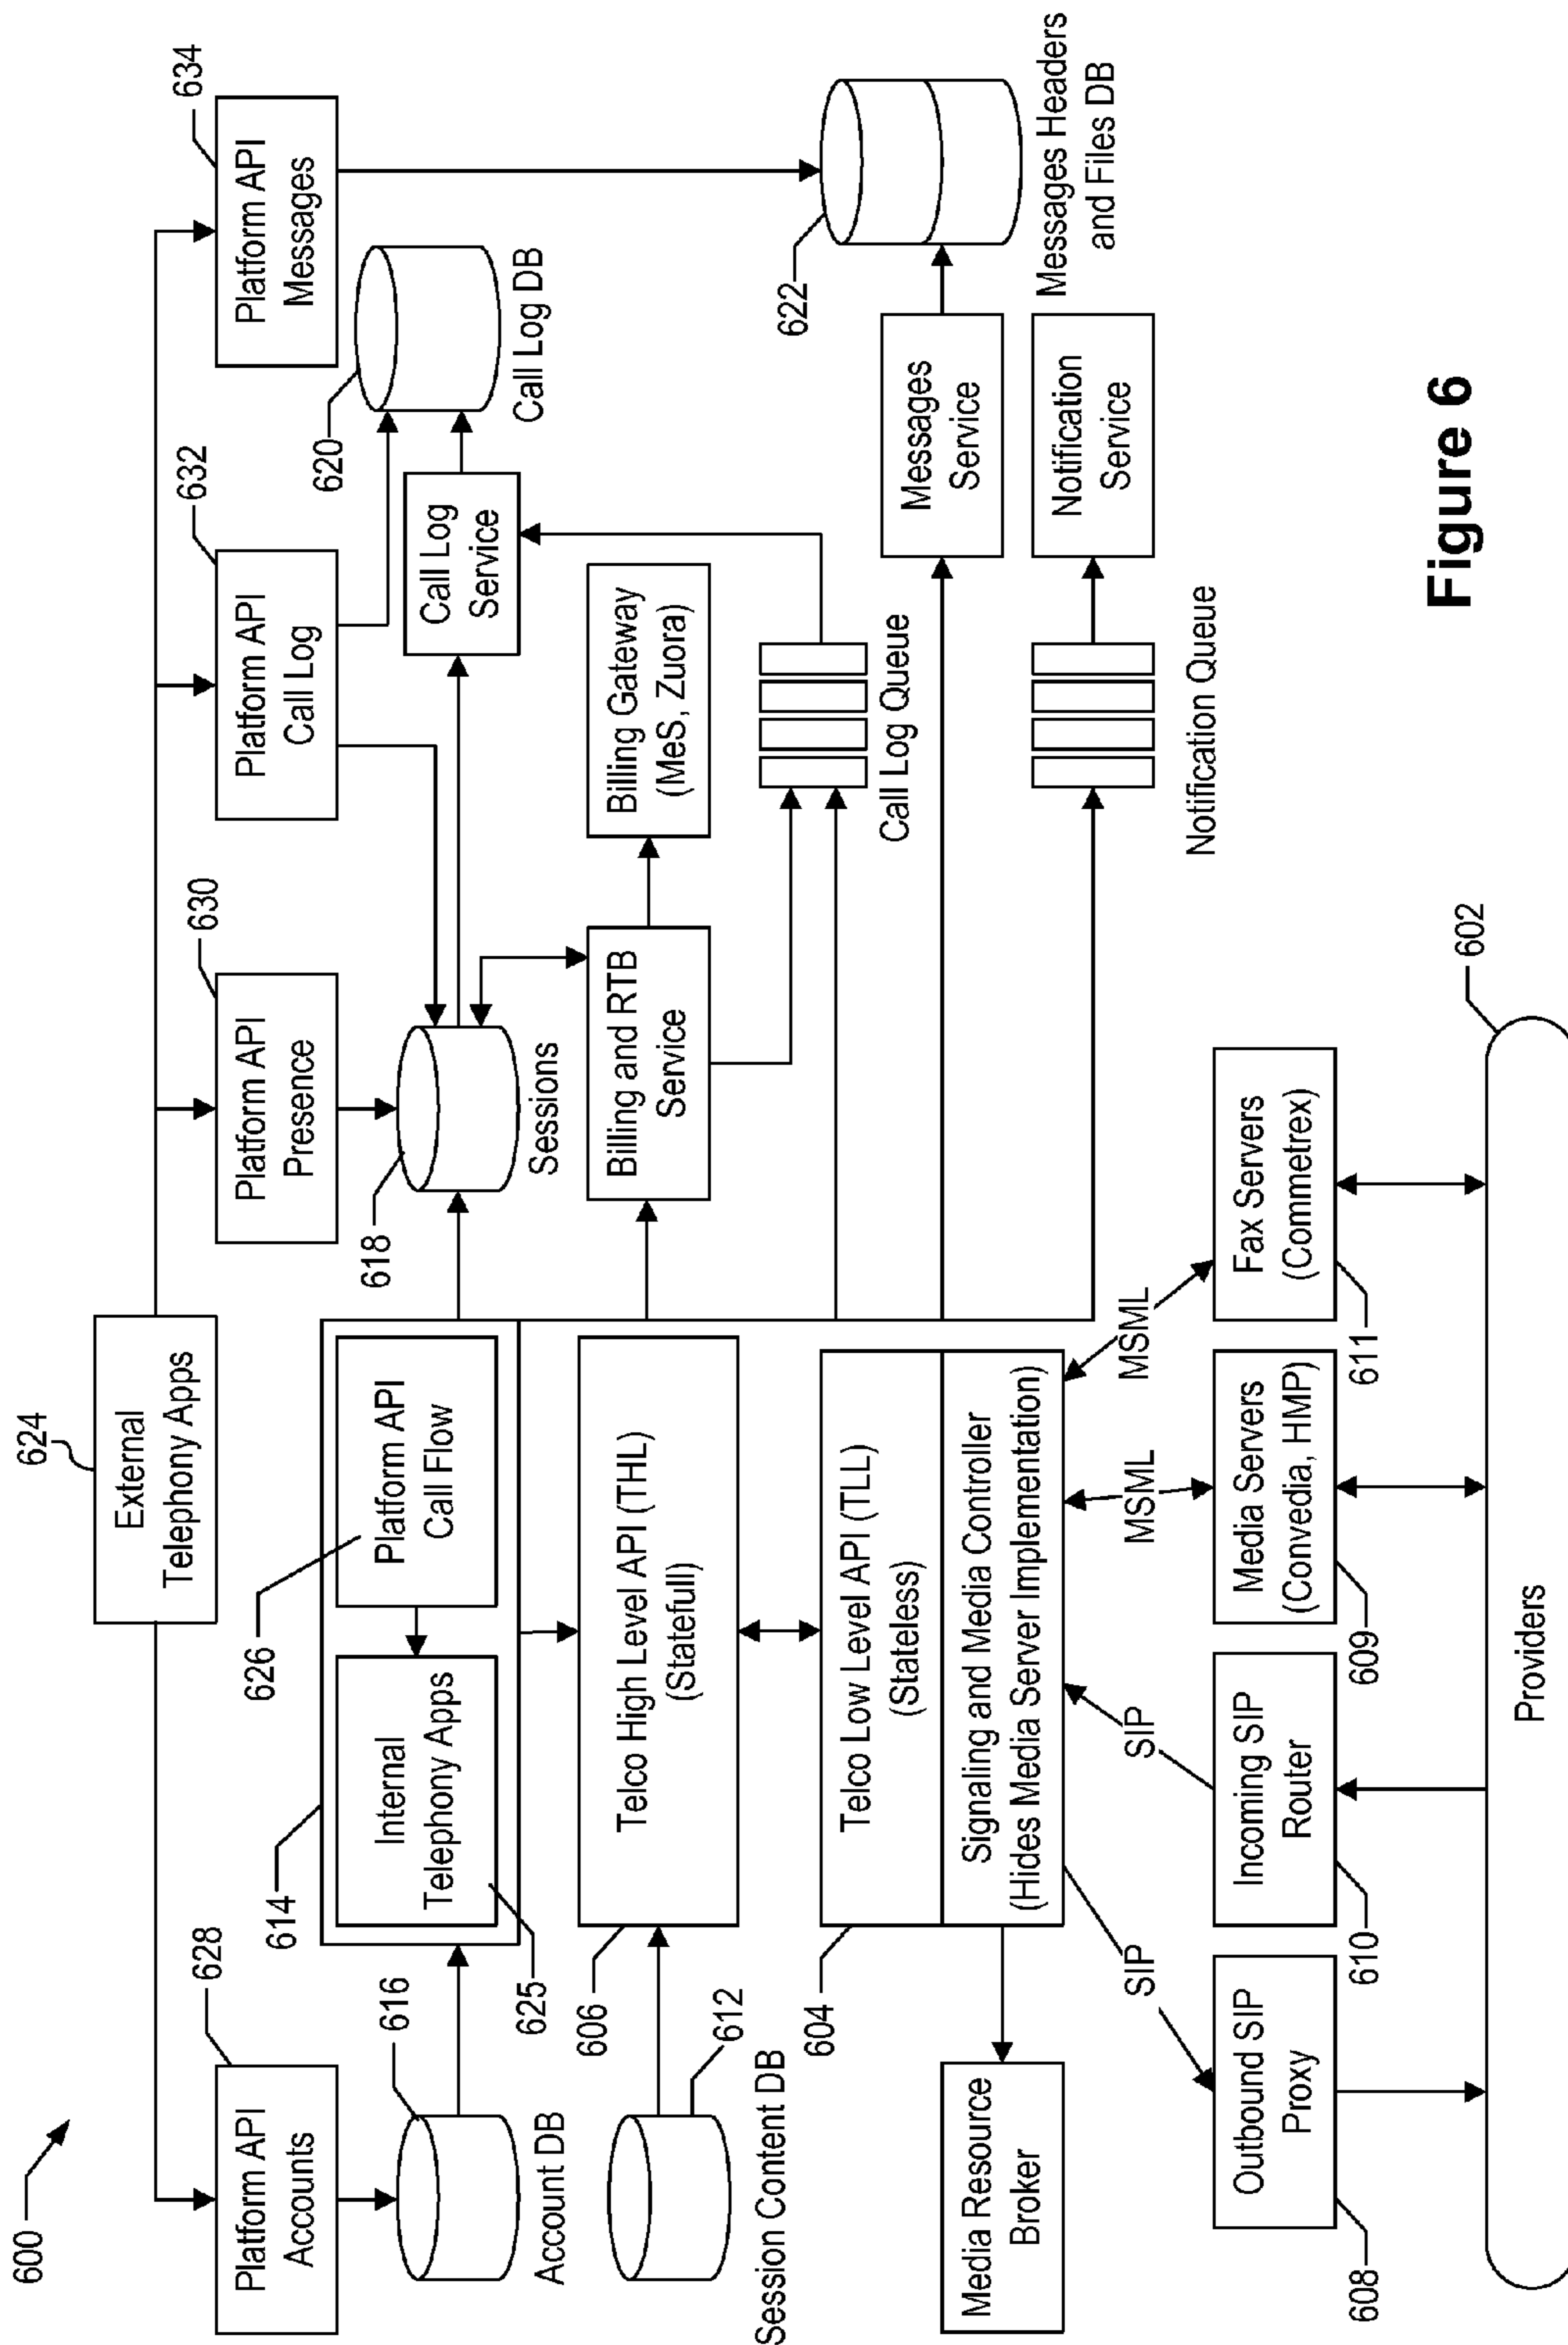 600
624
External
Telephony Apps
628
Platform API
Accounts
630
Platform API
Presence
632
Platform API
Call Log
634
Platform API
Messages
614
626
Internal
Telephony Apps
Platform API
Call Flow
616
Account DB
625
618
Sessions
Call Log
Service
620
Call Log DB
606
Telco High Level API (THL)
(Statefull)
612
Session Content DB
Billing and RTB
Service
Billing Gateway
(MeS, Zuora)
604
Telco Low Level API (TLL)
(Stateless)
Signaling and Media Controller
(Hides Media Server Implementation)
Call Log Queue
622
Messages Headers
and Files DB
Messages
Service
Media Resource
Broker
Notification
Service
Notification Queue
SIP
SIP
MSML
MSML
Outbound SIP
Proxy
608
Incoming SIP
Router
610
Media Servers
(Convedia, HMP)
609
Fax Servers
(Commetrex)
611
602
Providers
Figure 6